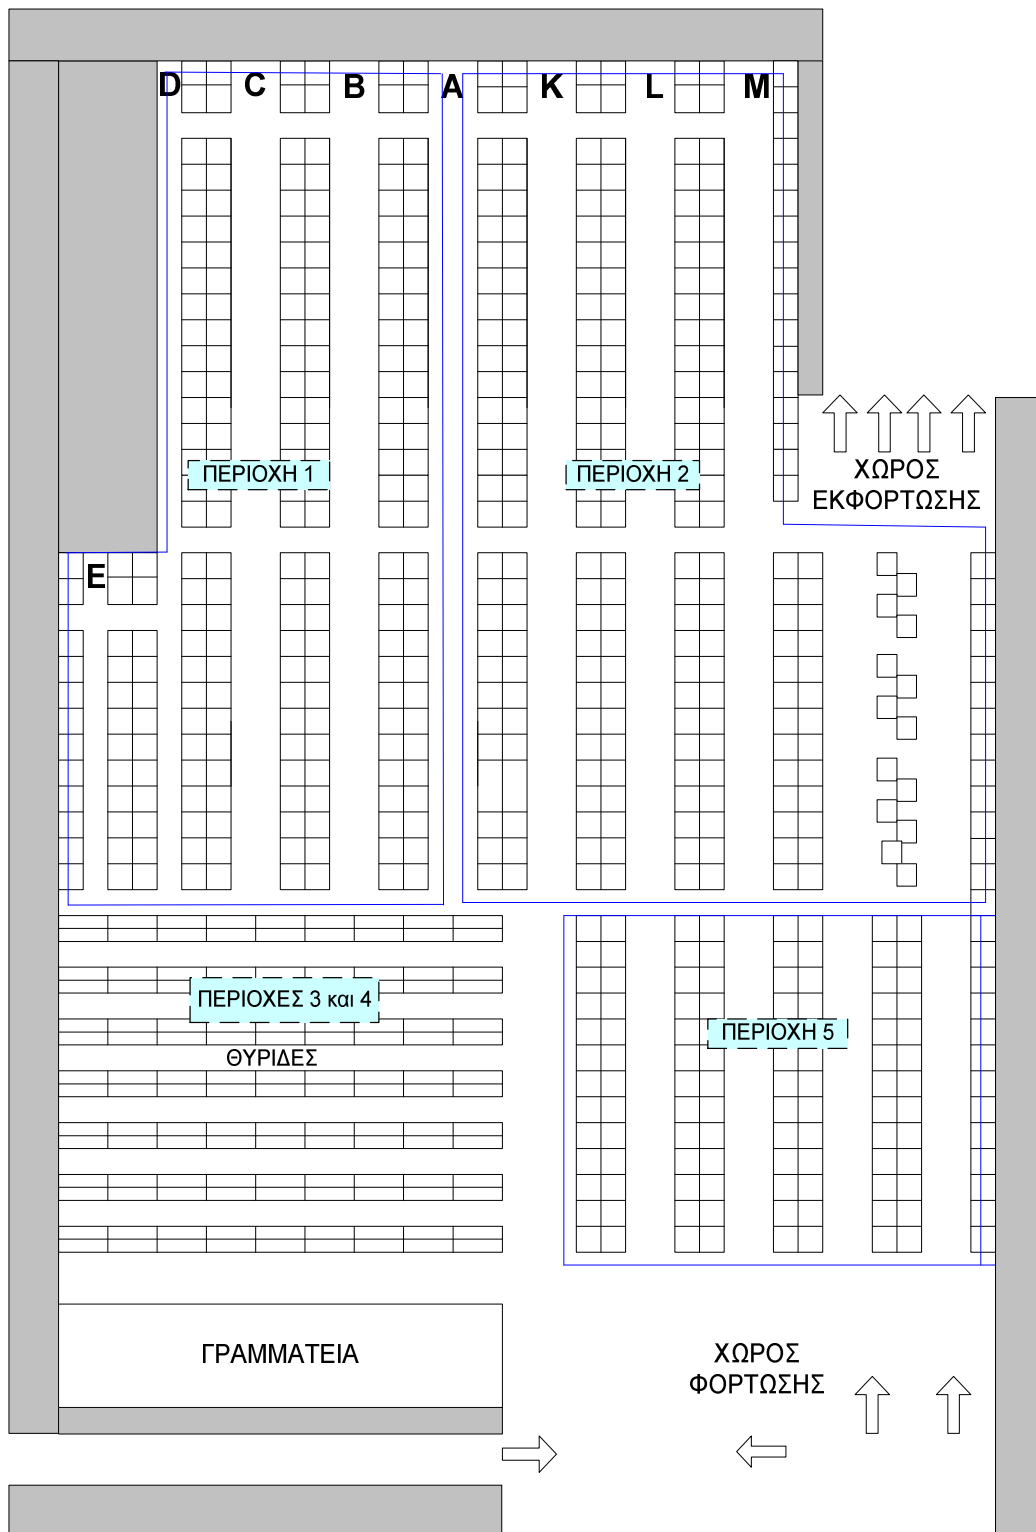 D C B A K L M
ΠΕΡΙΟΧΗ 1
ΠΕΡΙΟΧΗ 2
ΧΩΡΟΣ
ΕΚΦΟΡΤΩΣΗΣ
E
ΠΕΡΙΟΧΕΣ 3 και 4
ΘΥΡΙΔΕΣ
ΠΕΡΙΟΧΗ 5
ΓΡΑΜΜΑΤΕΙΑ
ΧΩΡΟΣ
ΦΟΡΤΩΣΗΣ